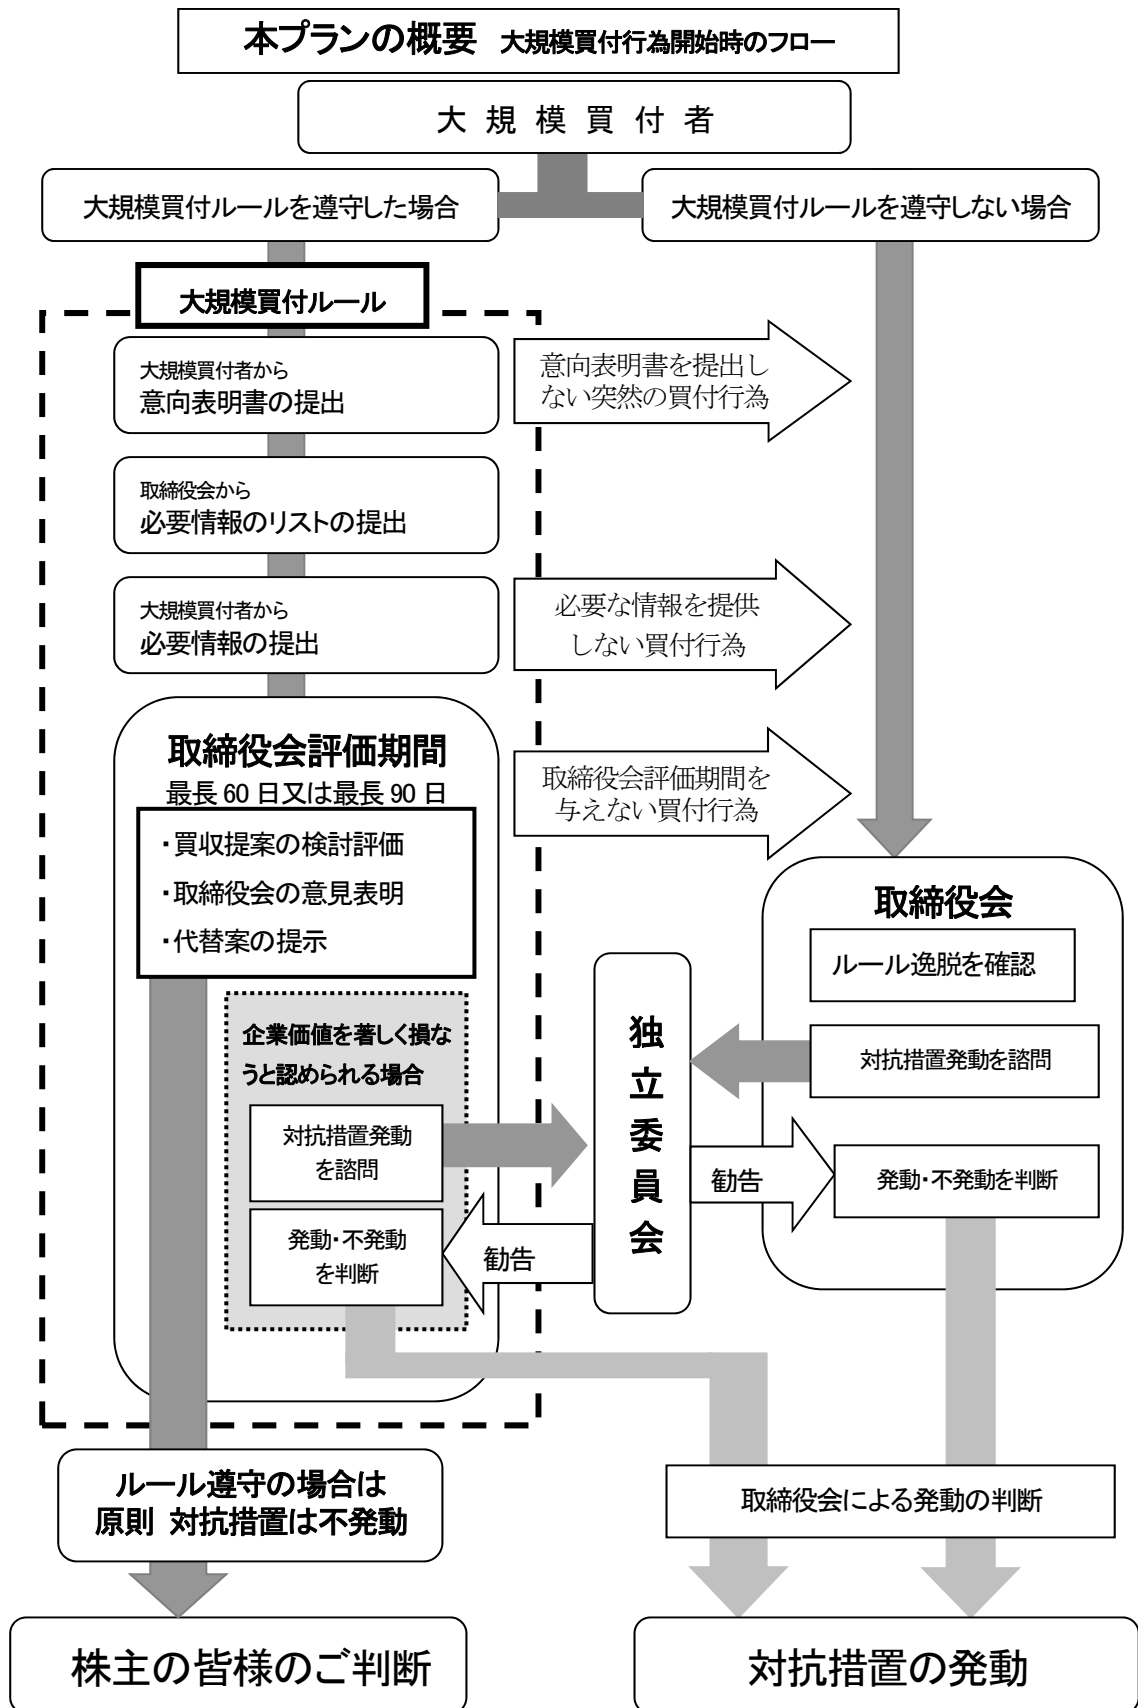 本プランの概要 大規模買付行為開始時のフロー
大規模買付者
大規模買付ルールを遵守した場合
大規模買付ルールを遵守しない場合
大規模買付ルール
大規模買付者から
意向表明書の提出
意向表明書を提出し
ない突然の買付行為
取締役会から
必要情報のリストの提出
大規模買付者から
必要情報の提出
必要な情報を提供
しない買付行為
取締役会評価期間
最長 60 日又は最長 90 日
・買収提案の検討評価
・取締役会の意見表明
・代替案の提示
取締役会評価期間を
与えない買付行為
取締役会
ルール逸脱を確認
対抗措置発動を諮問
発動・不発動を判断
独立委員会
勧告
企業価値を著しく損な
うと認められる場合
対抗措置発動
を諮問
発動・不発動
を判断
勧告
ルール遵守の場合は
原則 対抗措置は不発動
取締役会による発動の判断
株主の皆様のご判断
対抗措置の発動